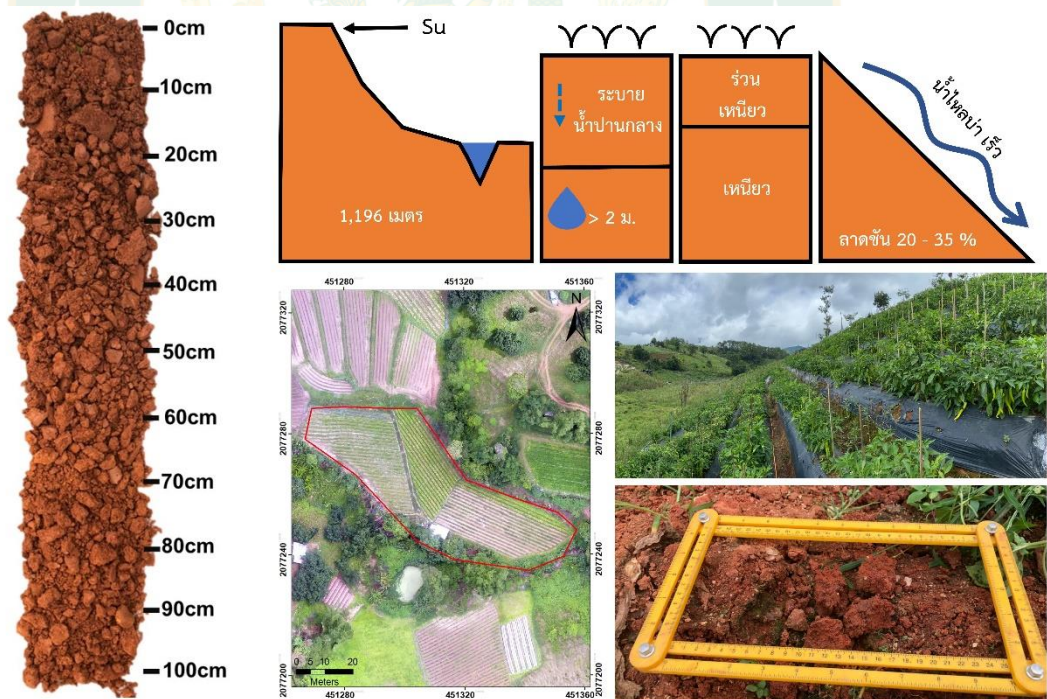 0cm
10cm
20cm
30cm
40cm
50cm
60cm
70cm
80cm
90cm
100cm
Su
1,196 เมตร
ระบาย
น้ำปานกลาง
> 2 ม.
ร่วน
เหนียว
เหนียว
น้ำไหลบ่า เร็ว
ลาดชัน 20 - 35 %
451280
451320
451360
2077320
2077320
N
2077280
2077280
2077240
2077240
2077200
2077200
0 5 10 20
Meters
451280
451320
451360